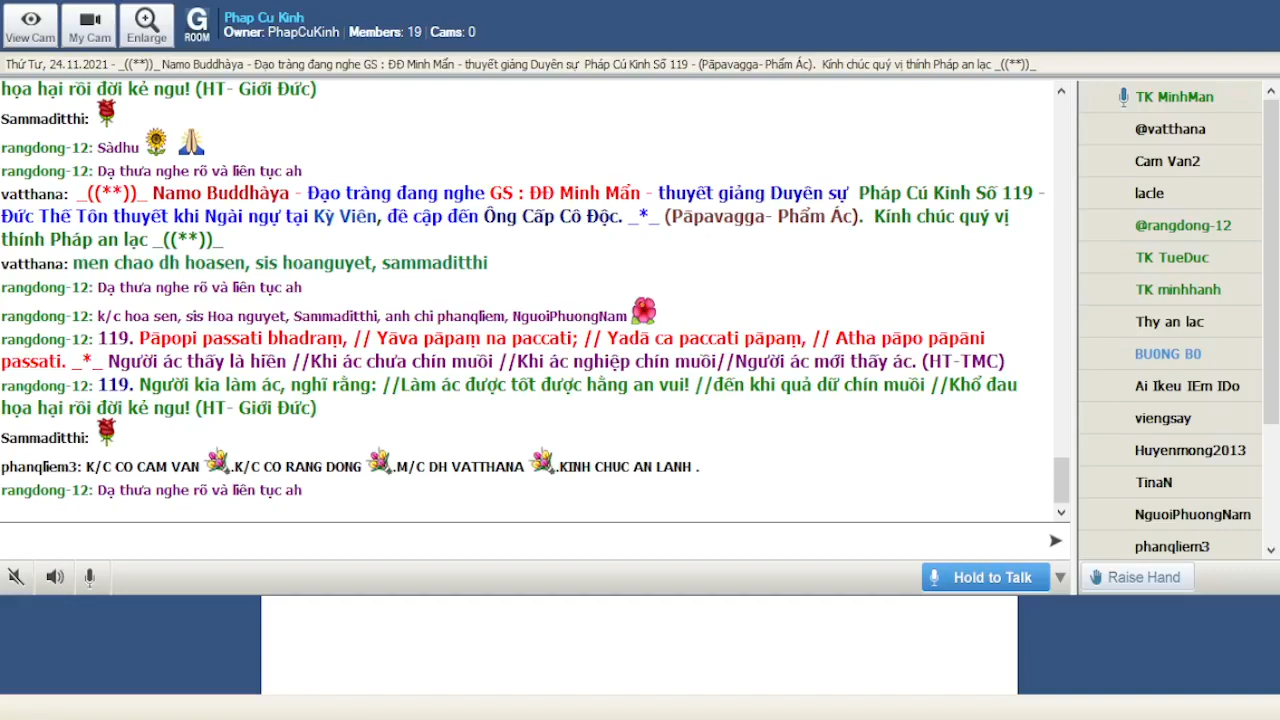 View Cam
My Cam
Enlarge
G
ROOM
Phap Cu Kinh
Owner: PhapCuKinh | Members: 19 | Cams: 0
Thứ Tư, 24.11.2021 - _((**))_ Namo Buddhàya - Đạo tràng đang nghe GS : ĐĐ Minh Mẩn - thuyết giảng Duyên sự  Pháp Cú Kinh Số 119 - (Pāpavagga- Phẩm Ác).  Kính chúc quý vị thính Pháp an lạc _((**))_
họa hại rồi đời kẻ ngu! (HT- Giới Đức)
Sammaditthi:
rangdong-12: Sàdhu
rangdong-12: Dạ thưa nghe rõ và liên tục ah
vatthana: _((**))_ Namo Buddhàya - Đạo tràng đang nghe GS : ĐĐ Minh Mẩn - thuyết giảng Duyên sự  Pháp Cú Kinh Số 119 -
Đức Thế Tôn thuyết khi Ngài ngự tại Kỳ Viên, đề cập đến Ông Cấp Cô Độc. _*_ (Pāpavagga- Phẩm Ác).  Kính chúc quý vị
thính Pháp an lạc _((**))_
vatthana: men chao dh hoasen, sis hoanguyet, sammaditthi
rangdong-12: Dạ thưa nghe rõ và liên tục ah
rangdong-12: k/c hoa sen, sis Hoa nguyet, Sammaditthi, anh chi phanqliem, NguoiPhuongNam
rangdong-12: 119. Pāpopi passati bhadraṃ, // Yāva pāpaṃ na paccati; // Yadā ca paccati pāpaṃ, // Atha pāpo pāpāni
passati. _*_ Người ác thấy là hiền //Khi ác chưa chín muồi //Khi ác nghiệp chín muồi//Người ác mới thấy ác. (HT-TMC)
rangdong-12: 119. Người kia làm ác, nghĩ rằng: //Làm ác được tốt được hằng an vui! //đến khi quả dữ chín muồi //Khổ đau
họa hại rồi đời kẻ ngu! (HT- Giới Đức)
Sammaditthi:
phanqliem3: K/C CO CAM VAN .K/C CO RANG DONG .M/C DH VATTHANA .KINH CHUC AN LANH .
rangdong-12: Dạ thưa nghe rõ và liên tục ah
Hold to Talk
TK MinhMan
@vatthana
Cam Van2
lacle
@rangdong-12
TK TueDuc
TK minhhanh
Thy an lac
BU0NG B0
Ai Ikeu IEm IDo
viengsay
Huyenmong2013
TinaN
NguoiPhuongNam
phanqliem3
Raise Hand